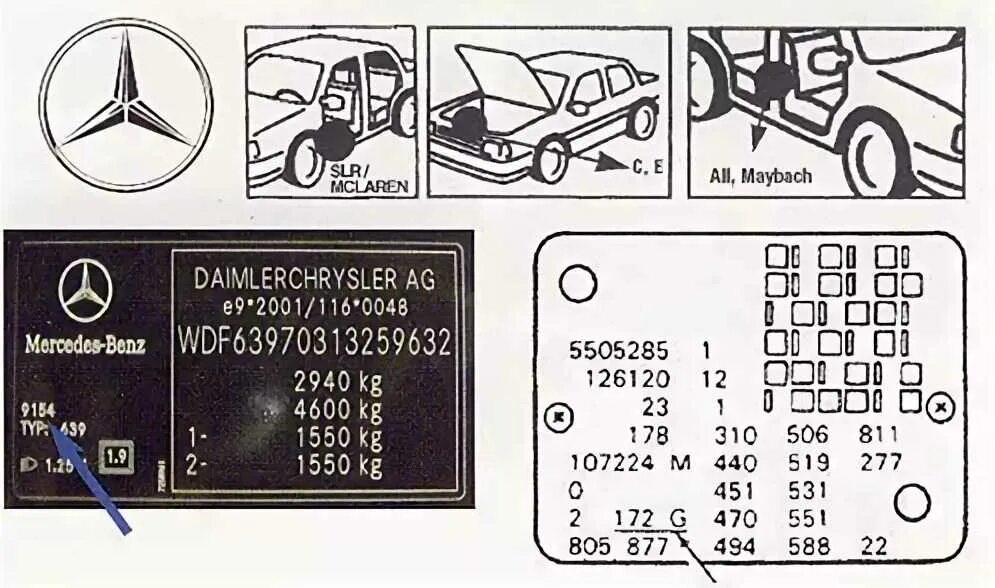 SLR/
MCLAREN
C, E
All, Maybach
DAIMLERCHRYSLER AG
e9*2001/116*0048
WDF63970313259632
Mercedes-Benz
2940 kg
4600 kg
1- 1550 kg
2- 1550 kg
9154
TYP: 639
1.9
5505285 1
126120 12
23 1
178 310 506 811
107224 M 440 519 277
0 451 531
2 172 G 470 551
805 877 494 588 22